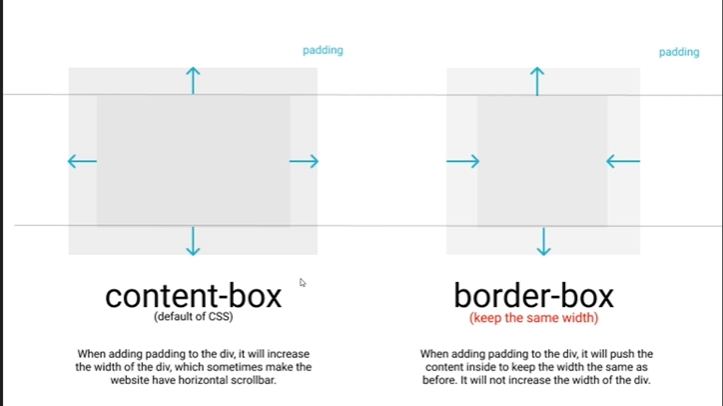 padding
padding
content-box
(default of CSS)
When adding padding to the div, it will increase
the width of the div, which sometimes make the
website have horizontal scrollbar.
border-box
(keep the same width)
When adding padding to the div, it will push the
content inside to keep the width the same as
before. It will not increase the width of the div.